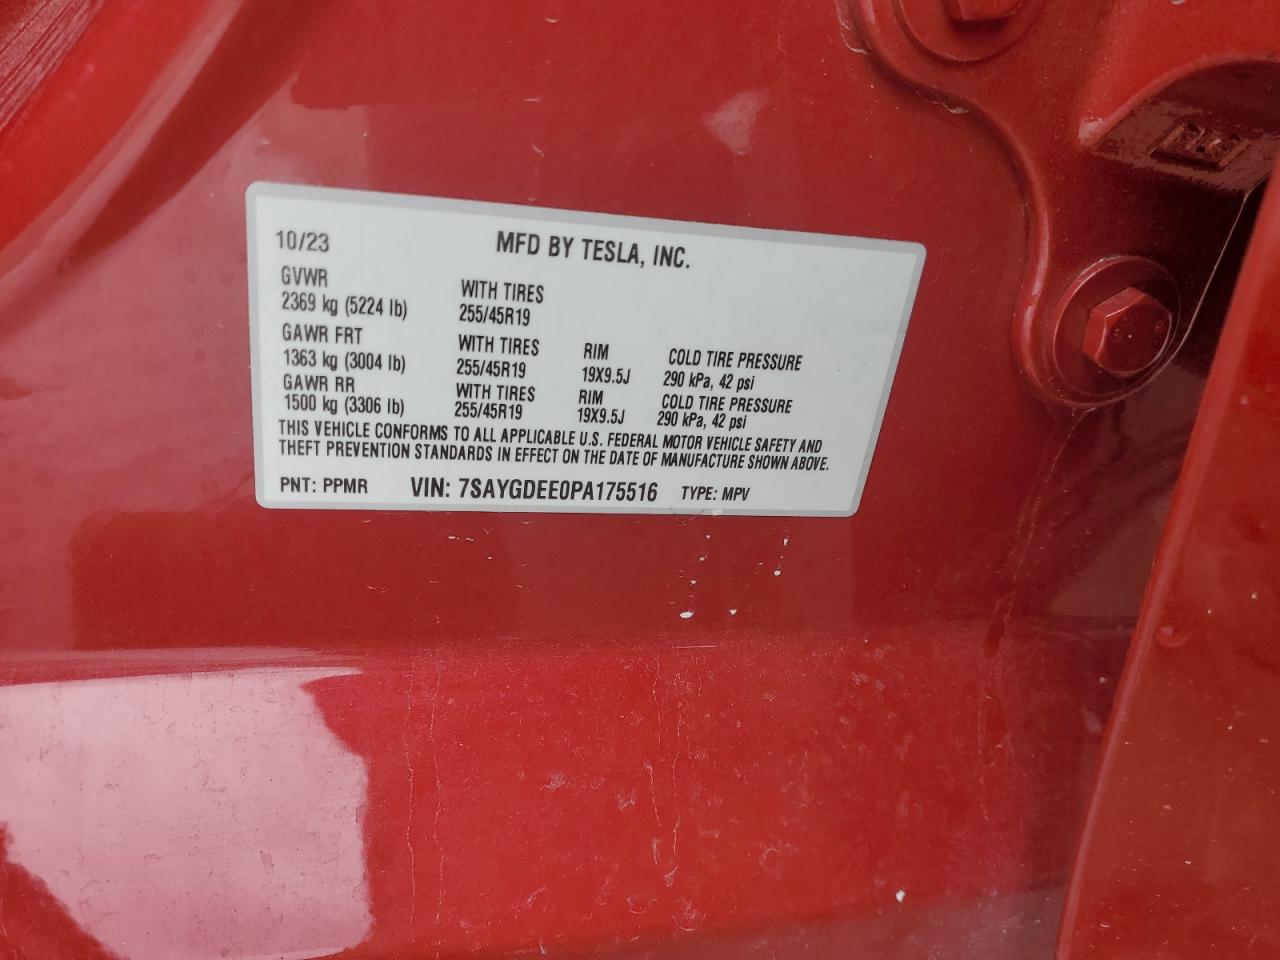 10/23 MFD BY TESLA, INC.
GVWR
2369 kg (5224 lb)
WITH TIRES
255/45R19
GAWR FRT
1363 kg (3004 lb)
WITH TIRES
255/45R19
RIM
19X9.5J
COLD TIRE PRESSURE
290 kPa, 42 psi
GAWR RR
1500 kg (3306 lb)
WITH TIRES
255/45R19
RIM
19X9.5J
COLD TIRE PRESSURE
290 kPa, 42 psi
THIS VEHICLE CONFORMS TO ALL APPLICABLE U.S. FEDERAL MOTOR VEHICLE SAFETY AND
THEFT PREVENTION STANDARDS IN EFFECT ON THE DATE OF MANUFACTURE SHOWN ABOVE.
PNT: PPMR VIN: 7SAYGDEE0PA175516 TYPE: MPV